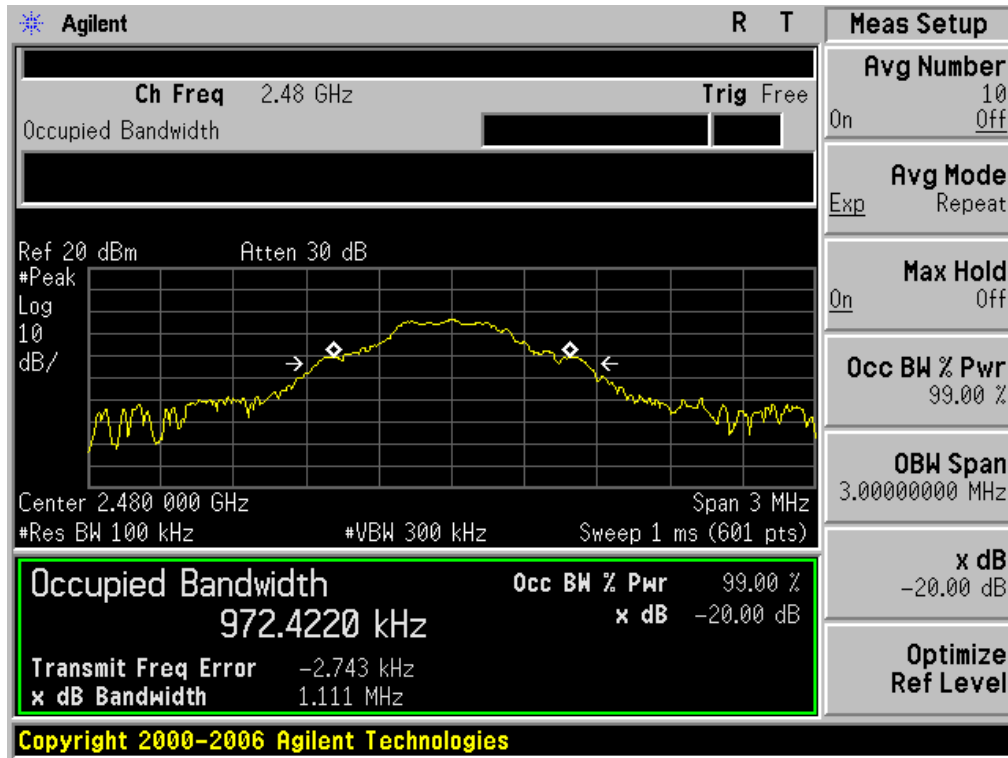 Agilent R T
Ch Freq 2.48 GHz Trig Free
Occupied Bandwidth
Ref 20 dBm Atten 30 dB
#Peak
Log
10
dB/
Center 2.480 000 GHz Span 3 MHz
#Res BW 100 kHz #VBW 300 kHz Sweep 1 ms (601 pts)
Occupied Bandwidth Occ BW % Pwr 99.00 %
972.4220 kHz x dB -20.00 dB
Transmit Freq Error -2.743 kHz
x dB Bandwidth 1.111 MHz
Copyright 2000-2006 Agilent Technologies
Meas Setup
Avg Number
10
On Off
Avg Mode
Exp Repeat
Max Hold
On Off
Occ BW % Pwr
99.00 %
OBW Span
3.00000000 MHz
x dB
-20.00 dB
Optimize
Ref Level